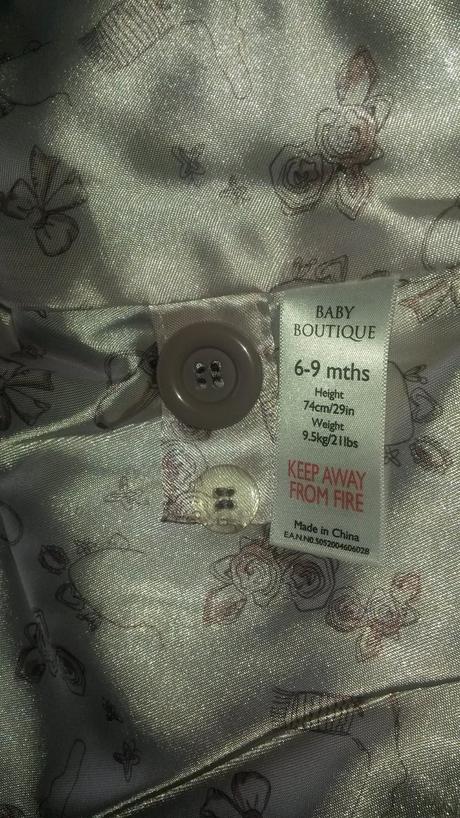 BABY
BOUTIQUE
6-9 mths
Height
74cm/29in
Weight
9.5kg/21lbs
KEEP AWAY
FROM FIRE
Made in China
E.A.N.N0.5052004606028